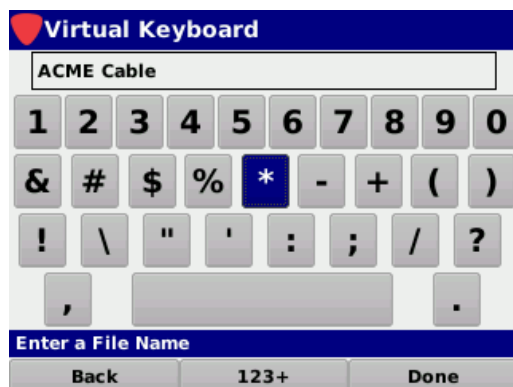 Virtual Keyboard
ACME Cable
1 2 3 4 5 6 7 8 9 0
& # $ % * - + ( )
! \ " ' : ; / ?
, .
Enter a File Name
Back 123+ Done